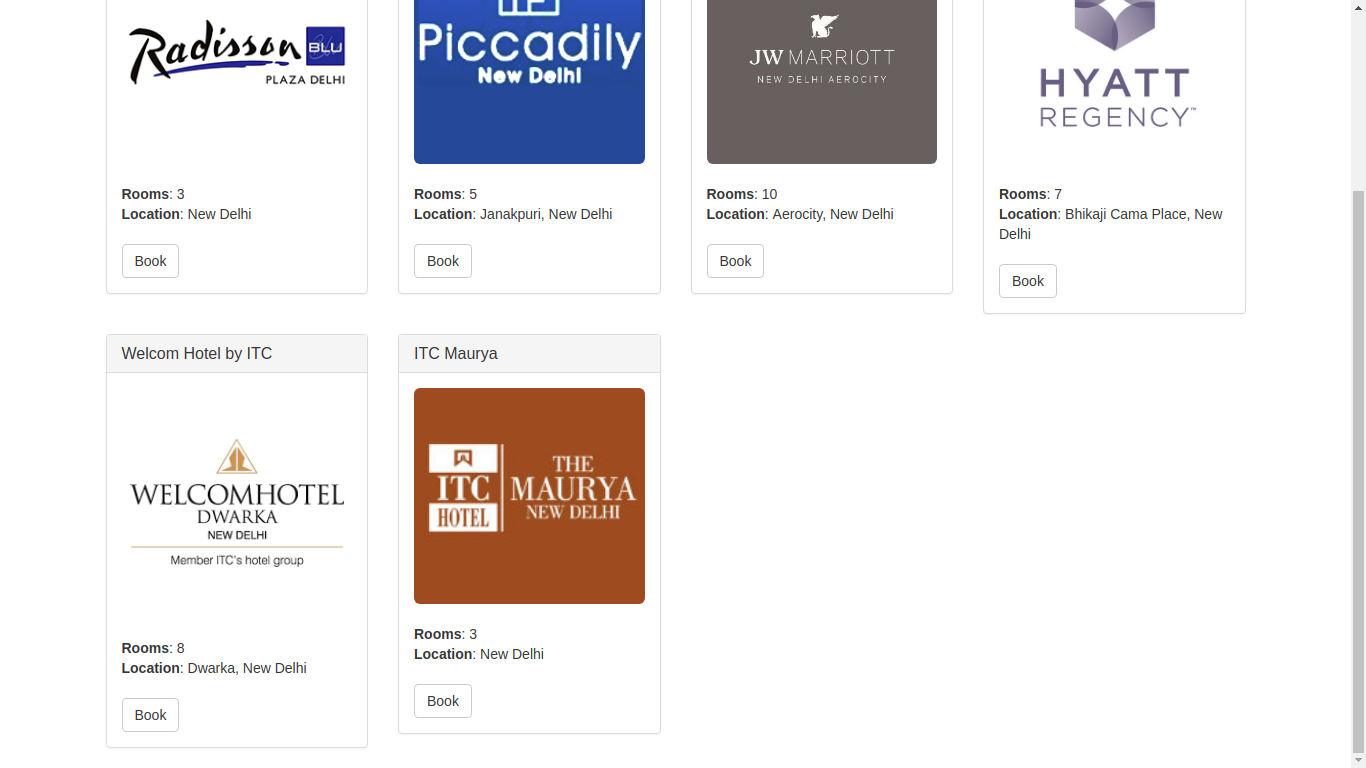 Radisson BLU
PLAZA DELHI
Rooms: 3
Location: New Delhi
Book
Piccadily
New Delhi
Rooms: 5
Location: Janakpuri, New Delhi
Book
JW MARRIOTT
NEW DELHI AEROCITY
Rooms: 10
Location: Aerocity, New Delhi
Book
HYATT
REGENCY™
Rooms: 7
Location: Bhikaji Cama Place, New
Delhi
Book
Welcom Hotel by ITC
WELCOMHOTEL
DWARKA
NEW DELHI
Member ITC's hotel group
Rooms: 8
Location: Dwarka, New Delhi
Book
ITC Maurya
ITC
HOTEL
THE
MAURYA
NEW DELHI
Rooms: 3
Location: New Delhi
Book